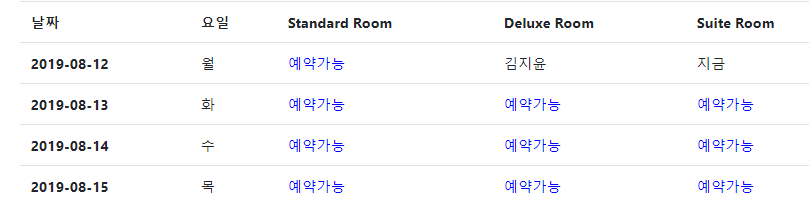 날짜 요일 Standard Room Deluxe Room Suite Room
2019-08-12 월 예약가능 김지윤 지금
2019-08-13 화 예약가능 예약가능 예약가능
2019-08-14 수 예약가능 예약가능 예약가능
2019-08-15 목 예약가능 예약가능 예약가능